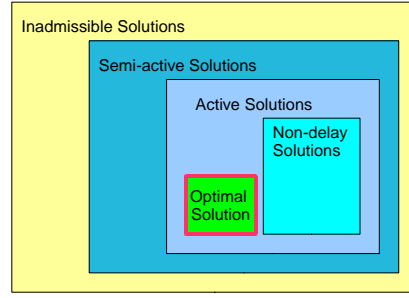 Inadmissible Solutions
Semi-active Solutions
Active Solutions
Non-delay
Solutions
Optimal
Solution